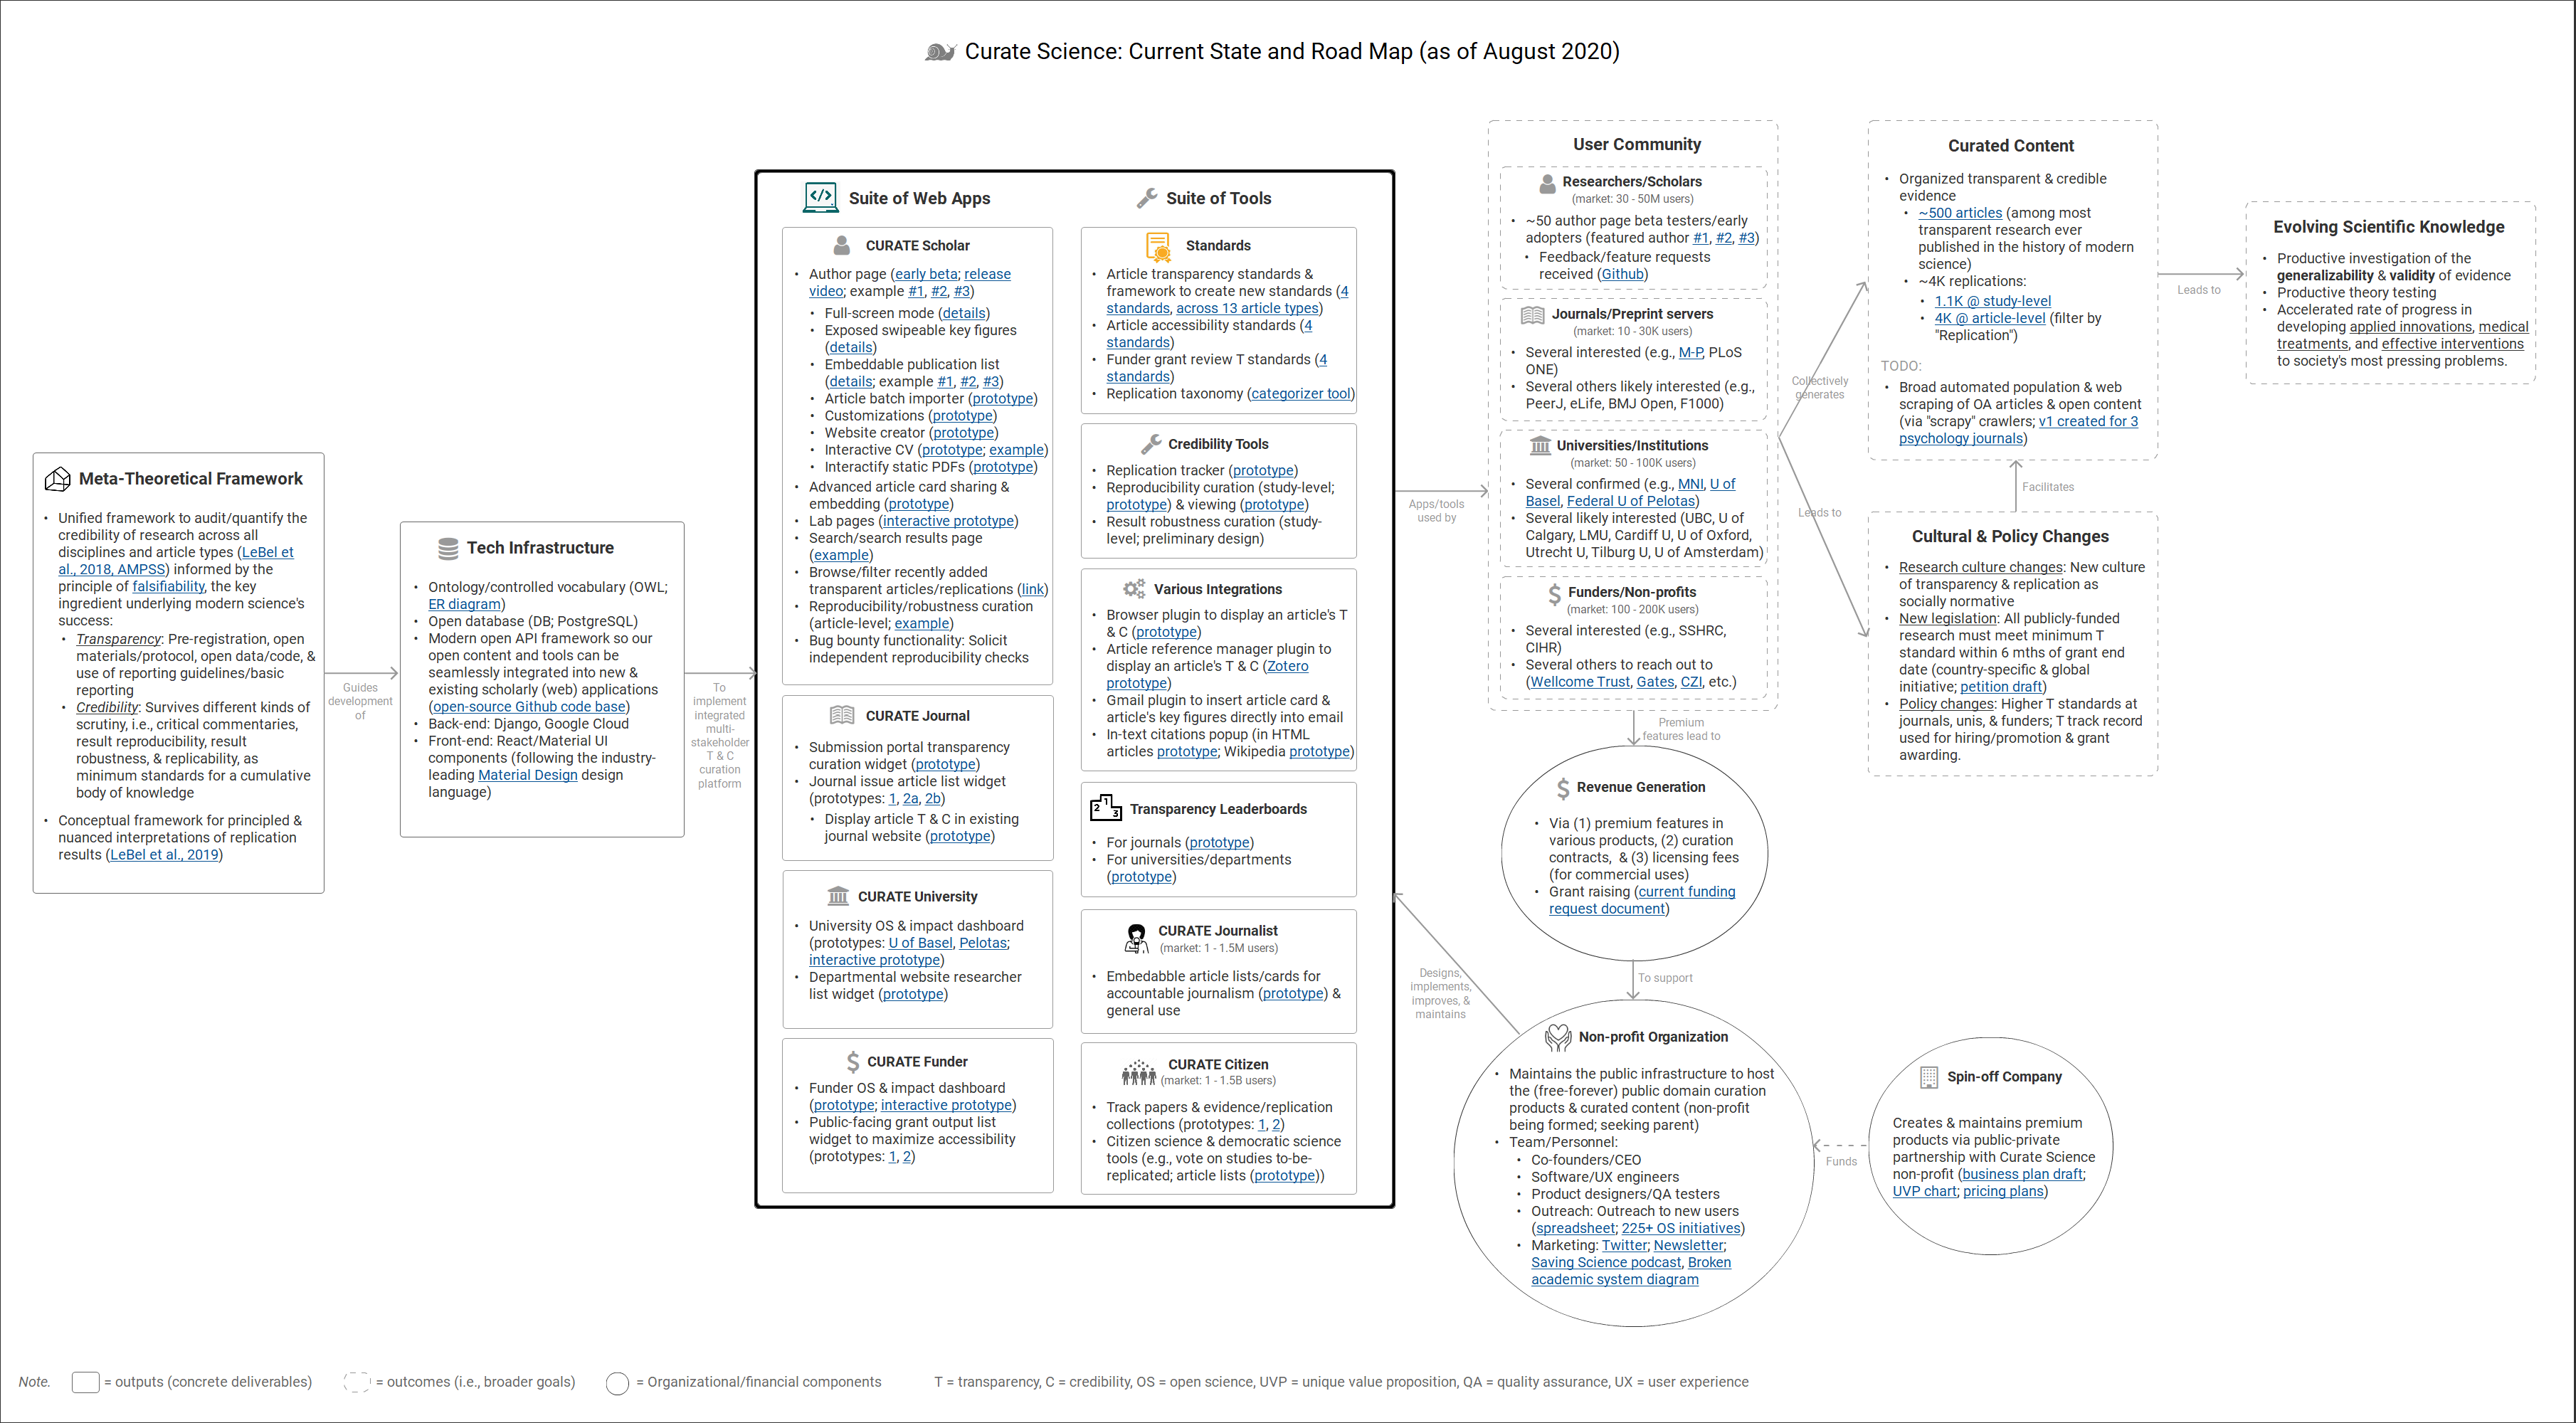 Curate Science: Current State and Road Map (as of August 2020)
Meta-Theoretical Framework
• Unified framework to audit/quantify the
credibility of research across all
disciplines and article types (LeBel et
al., 2018, AMPSS) informed by the
principle of falsifiability, the key
ingredient underlying modern science's
success:
• Transparency: Pre-registration, open
materials/protocol, open data/code, &
use of reporting guidelines/basic
reporting
• Credibility: Survives different kinds of
scrutiny, i.e., critical commentaries,
result reproducibility, result
robustness, & replicability, as
minimum standards for a cumulative
body of knowledge
• Conceptual framework for principled &
nuanced interpretations of replication
results (LeBel et al., 2019)
Guides
development
of
Tech Infrastructure
• Ontology/controlled vocabulary (OWL;
ER diagram)
• Open database (DB; PostgreSQL)
• Modern open API framework so our
open content and tools can be
seamlessly integrated into new &
existing scholarly (web) applications
(open-source Github code base)
• Back-end: Django, Google Cloud
• Front-end: React/Material UI
components (following the industry-
leading Material Design design
language)
To
implement
integrated
multi-
stakeholder
T & C
curation
platform
Suite of Web Apps
CURATE Scholar
• Author page (early beta; release
video; example #1, #2, #3)
• Full-screen mode (details)
• Exposed swipeable key figures
(details)
• Embeddable publication list
(details; example #1, #2, #3)
• Article batch importer (prototype)
• Customizations (prototype)
• Website creator (prototype)
• Interactive CV (prototype; example)
• Interactify static PDFs (prototype)
• Advanced article card sharing &
embedding (prototype)
• Lab pages (interactive prototype)
• Search/search results page
(example)
• Browse/filter recently added
transparent articles/replications (link)
• Reproducibility/robustness curation
(article-level; example)
• Bug bounty functionality: Solicit
independent reproducibility checks
CURATE Journal
• Submission portal transparency
curation widget (prototype)
• Journal issue article list widget
(prototypes: 1, 2a, 2b)
• Display article T & C in existing
journal website (prototype)
CURATE University
• University OS & impact dashboard
(prototypes: U of Basel, Pelotas;
interactive prototype)
• Departmental website researcher
list widget (prototype)
CURATE Funder
• Funder OS & impact dashboard
(prototype; interactive prototype)
• Public-facing grant output list
widget to maximize accessibility
(prototypes: 1, 2)
Suite of Tools
Standards
• Article transparency standards &
framework to create new standards (4
standards, across 13 article types)
• Article accessibility standards (4
standards)
• Funder grant review T standards (4
standards)
• Replication taxonomy (categorizer tool)
Credibility Tools
• Replication tracker (prototype)
• Reproducibility curation (study-level;
prototype) & viewing (prototype)
• Result robustness curation (study-
level; preliminary design)
Various Integrations
• Browser plugin to display an article's T
& C (prototype)
• Article reference manager plugin to
display an article's T & C (Zotero
prototype)
• Gmail plugin to insert article card &
article's key figures directly into email
• In-text citations popup (in HTML
articles prototype; Wikipedia prototype)
2 1 3
Transparency Leaderboards
• For journals (prototype)
• For universities/departments
(prototype)
CURATE Journalist
(market: 1 - 1.5M users)
• Embedabble article lists/cards for
accountable journalism (prototype) &
general use
CURATE Citizen
(market: 1 - 1.5B users)
• Track papers & evidence/replication
collections (prototypes: 1, 2)
• Citizen science & democratic science
tools (e.g., vote on studies to-be-
replicated; article lists (prototype))
Apps/tools
used by
User Community
Researchers/Scholars
(market: 30 - 50M users)
• ~50 author page beta testers/early
adopters (featured author #1, #2, #3)
• Feedback/feature requests
received (Github)
Journals/Preprint servers
(market: 10 - 30K users)
• Several interested (e.g., M-P, PLoS
ONE)
• Several others likely interested (e.g.,
PeerJ, eLife, BMJ Open, F1000)
Universities/Institutions
(market: 50 - 100K users)
• Several confirmed (e.g., MNI, U of
Basel, Federal U of Pelotas)
• Several likely interested (UBC, U of
Calgary, LMU, Cardiff U, U of Oxford,
Utrecht U, Tilburg U, U of Amsterdam)
Funders/Non-profits
(market: 100 - 200K users)
• Several interested (e.g., SSHRC,
CIHR)
• Several others to reach out to
(Wellcome Trust, Gates, CZI, etc.)
Premium
features lead to
Revenue Generation
• Via (1) premium features in
various products, (2) curation
contracts, & (3) licensing fees
(for commercial uses)
• Grant raising (current funding
request document)
To support
Designs,
implements,
improves, &
maintains
Non-profit Organization
• Maintains the public infrastructure to host
the (free-forever) public domain curation
products & curated content (non-profit
being formed; seeking parent)
• Team/Personnel:
• Co-founders/CEO
• Software/UX engineers
• Product designers/QA testers
• Outreach: Outreach to new users
(spreadsheet; 225+ OS initiatives)
• Marketing: Twitter; Newsletter;
Saving Science podcast, Broken
academic system diagram
Funds
Spin-off Company
Creates & maintains premium
products via public-private
partnership with Curate Science
non-profit (business plan draft;
UVP chart; pricing plans)
Collectively
generates
Leads to
Curated Content
• Organized transparent & credible
evidence
• ~500 articles (among most
transparent research ever
published in the history of modern
science)
• ~4K replications:
• 1.1K @ study-level
• 4K @ article-level (filter by
"Replication")
TODO:
• Broad automated population & web
scraping of OA articles & open content
(via "scrapy" crawlers; v1 created for 3
psychology journals)
Facilitates
Cultural & Policy Changes
• Research culture changes: New culture
of transparency & replication as
socially normative
• New legislation: All publicly-funded
research must meet minimum T
standard within 6 mths of grant end
date (country-specific & global
initiative; petition draft)
• Policy changes: Higher T standards at
journals, unis, & funders; T track record
used for hiring/promotion & grant
awarding.
Leads to
Evolving Scientific Knowledge
• Productive investigation of the
generalizability & validity of evidence
• Productive theory testing
• Accelerated rate of progress in
developing applied innovations, medical
treatments, and effective interventions
to society's most pressing problems.
Note. = outputs (concrete deliverables) = outcomes (i.e., broader goals) = Organizational/financial components T = transparency, C = credibility, OS = open science, UVP = unique value proposition, QA = quality assurance, UX = user experience